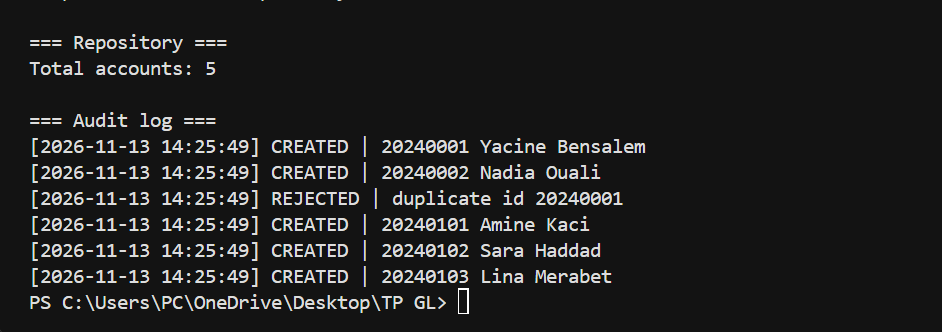 === Repository ===
Total accounts: 5
=== Audit log ===
[2026-11-13 14:25:49] CREATED | 20240001 Yacine Bensalem
[2026-11-13 14:25:49] CREATED | 20240002 Nadia Ouali
[2026-11-13 14:25:49] REJECTED | duplicate id 20240001
[2026-11-13 14:25:49] CREATED | 20240101 Amine Kaci
[2026-11-13 14:25:49] CREATED | 20240102 Sara Haddad
[2026-11-13 14:25:49] CREATED | 20240103 Lina Merabet
PS C:\Users\PC\OneDrive\Desktop\TP GL>